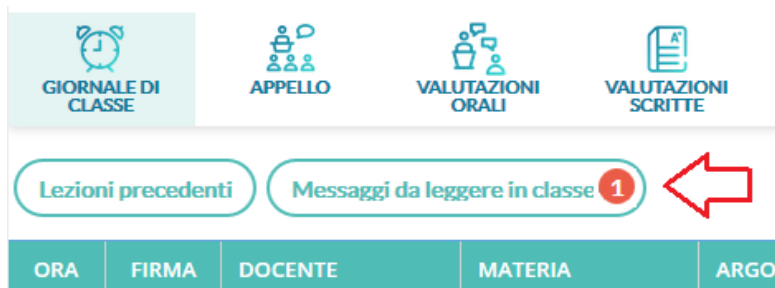 A+
GIORNALE DI
CLASSE
APPELLO
VALUTAZIONI
ORALI
VALUTAZIONI
SCRITTE
Lezioni precedenti
Messaggi da leggere in classe 1
ORA FIRMA DOCENTE MATERIA ARGO